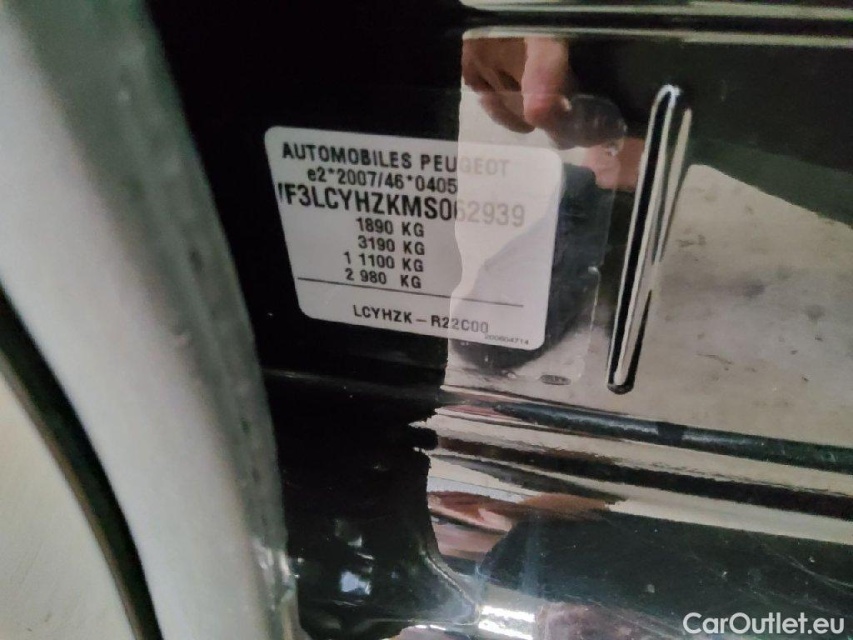 AUTOMOBILES PEUGEOT
e2*2007/46*0405
VF3LCYHZKMS062939
1890 KG
3190 KG
1 1100 KG
2 980 KG
LCYHZK-R22C00
CarOutlet.eu